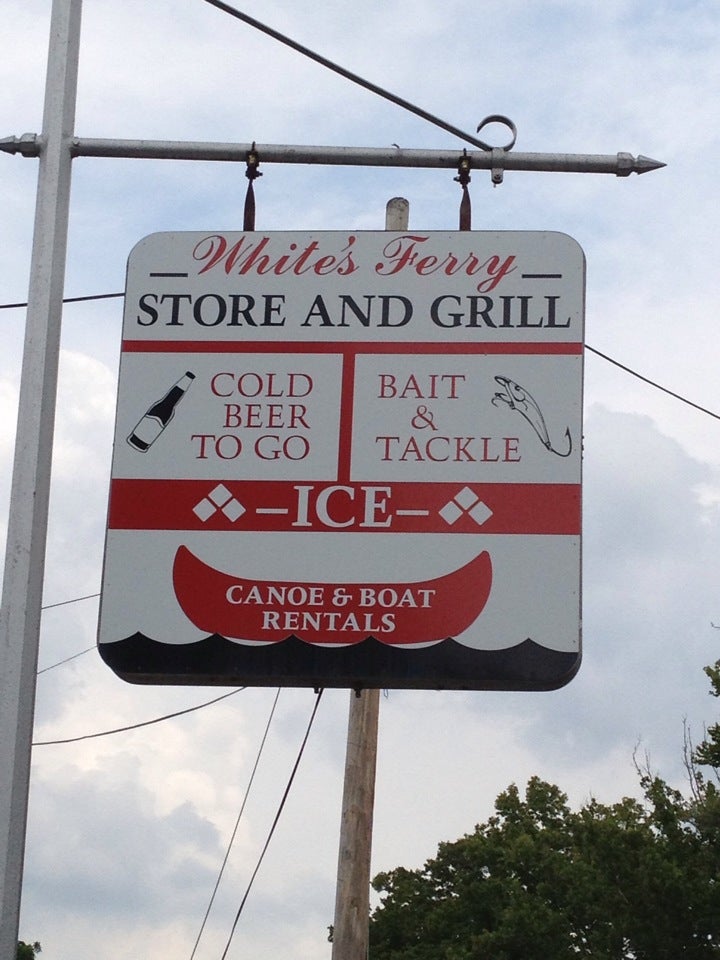 White's Ferry
STORE AND GRILL
COLD
BEER
TO GO
BAIT
&
TACKLE
-ICE-
CANOE & BOAT
RENTALS